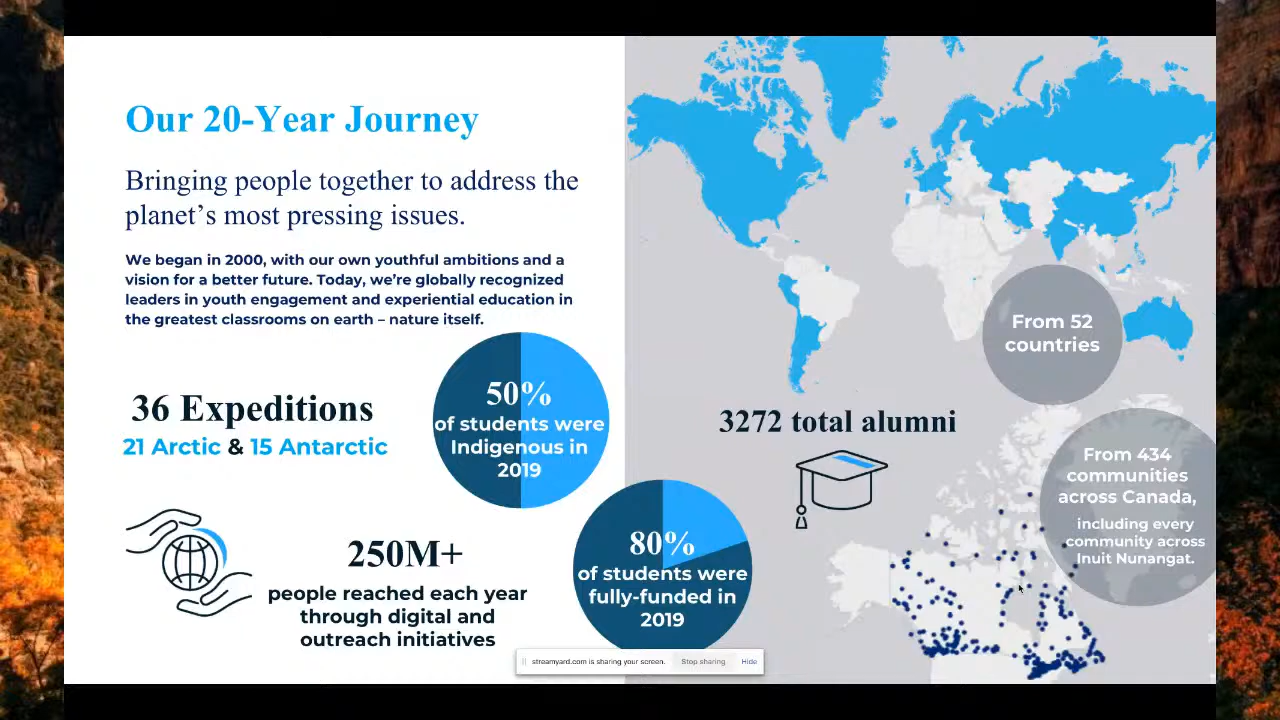 Our 20-Year Journey
Bringing people together to address the
planet's most pressing issues.
We began in 2000, with our own youthful ambitions and a
vision for a better future. Today, we're globally recognized
leaders in youth engagement and experiential education in
the greatest classrooms on earth – nature itself.
36 Expeditions
21 Arctic & 15 Antarctic
50%
of students were
Indigenous in
2019
250M+
people reached each year
through digital and
outreach initiatives
80%
of students were
fully-funded in
2019
From 52
countries
3272 total alumni
From 434
communities
across Canada,
including every
community across
Inuit Nunangat.
streamyard.com is sharing your screen.
Stop sharing
Hide